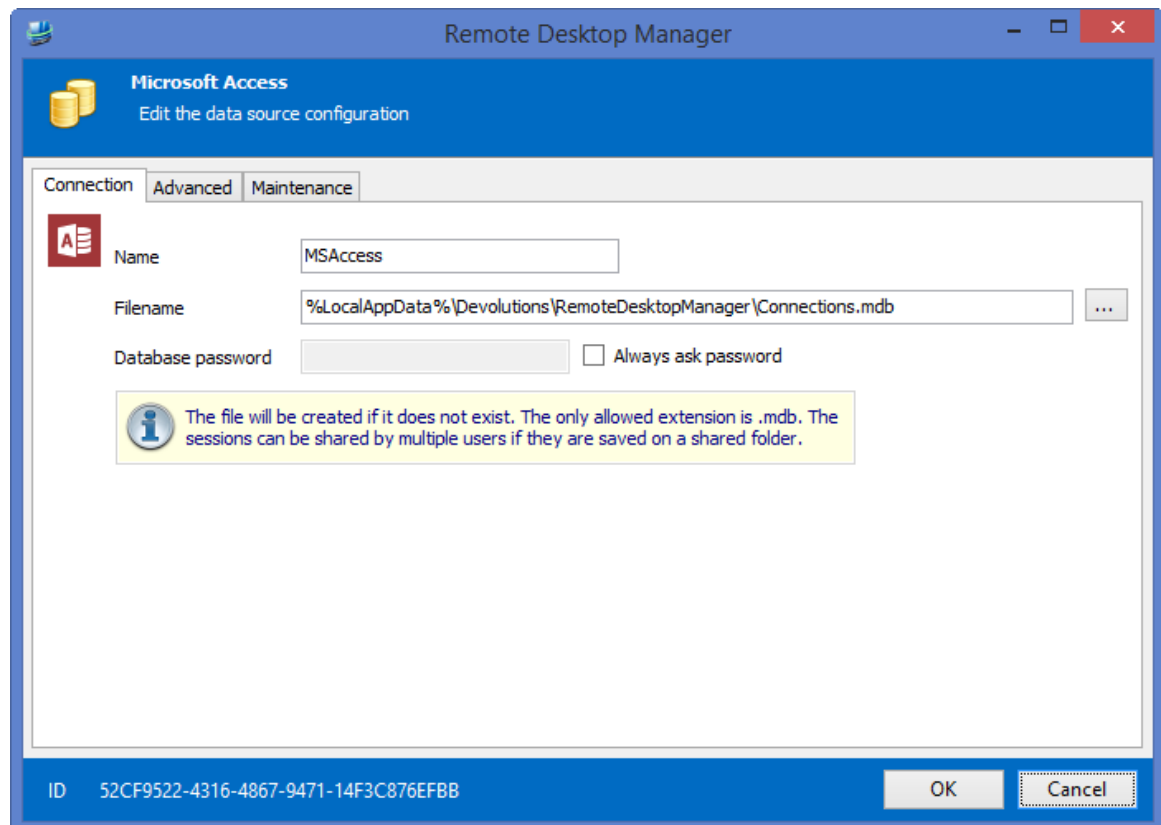 Remote Desktop Manager
Microsoft Access
Edit the data source configuration
Connection Advanced Maintenance
A
Name MSAccess
Filename %LocalAppData%\Devolutions\RemoteDesktopManager\Connections.mdb ...
Database password Always ask password
The file will be created if it does not exist. The only allowed extension is .mdb. The
sessions can be shared by multiple users if they are saved on a shared folder.
ID 52CF9522-4316-4867-9471-14F3C876EFBB OK Cancel